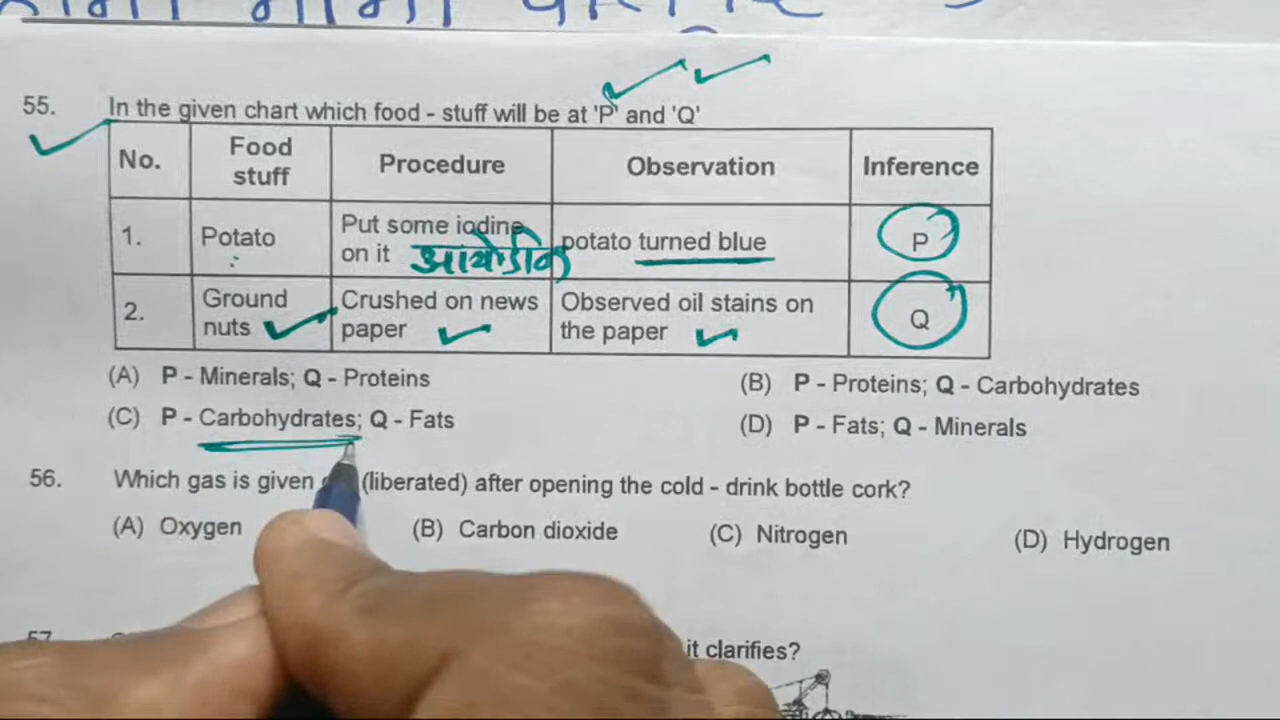 55. In the given chart which food - stuff will be at 'P' and 'Q'
No. Food stuff Procedure Observation Inference
1. Potato Put some iodine on it आयोडीन potato turned blue P
2. Ground nuts Crushed on news paper Observed oil stains on the paper Q
(A) P - Minerals; Q - Proteins (B) P - Proteins; Q - Carbohydrates
(C) P - Carbohydrates; Q - Fats (D) P - Fats; Q - Minerals
56. Which gas is given (liberated) after opening the cold - drink bottle cork?
(A) Oxygen (B) Carbon dioxide (C) Nitrogen (D) Hydrogen
57. it clarifies?